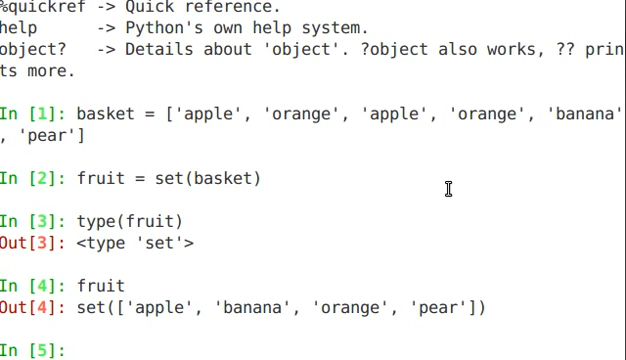 %quickref -> Quick reference.
help      -> Python's own help system.
object?   -> Details about 'object'. ?object also works, ?? prin
ts more.
In [1]: basket = ['apple', 'orange', 'apple', 'orange', 'banana'
, 'pear']
In [2]: fruit = set(basket)
In [3]: type(fruit)
Out[3]: <type 'set'>
In [4]: fruit
Out[4]: set(['apple', 'banana', 'orange', 'pear'])
In [5]: